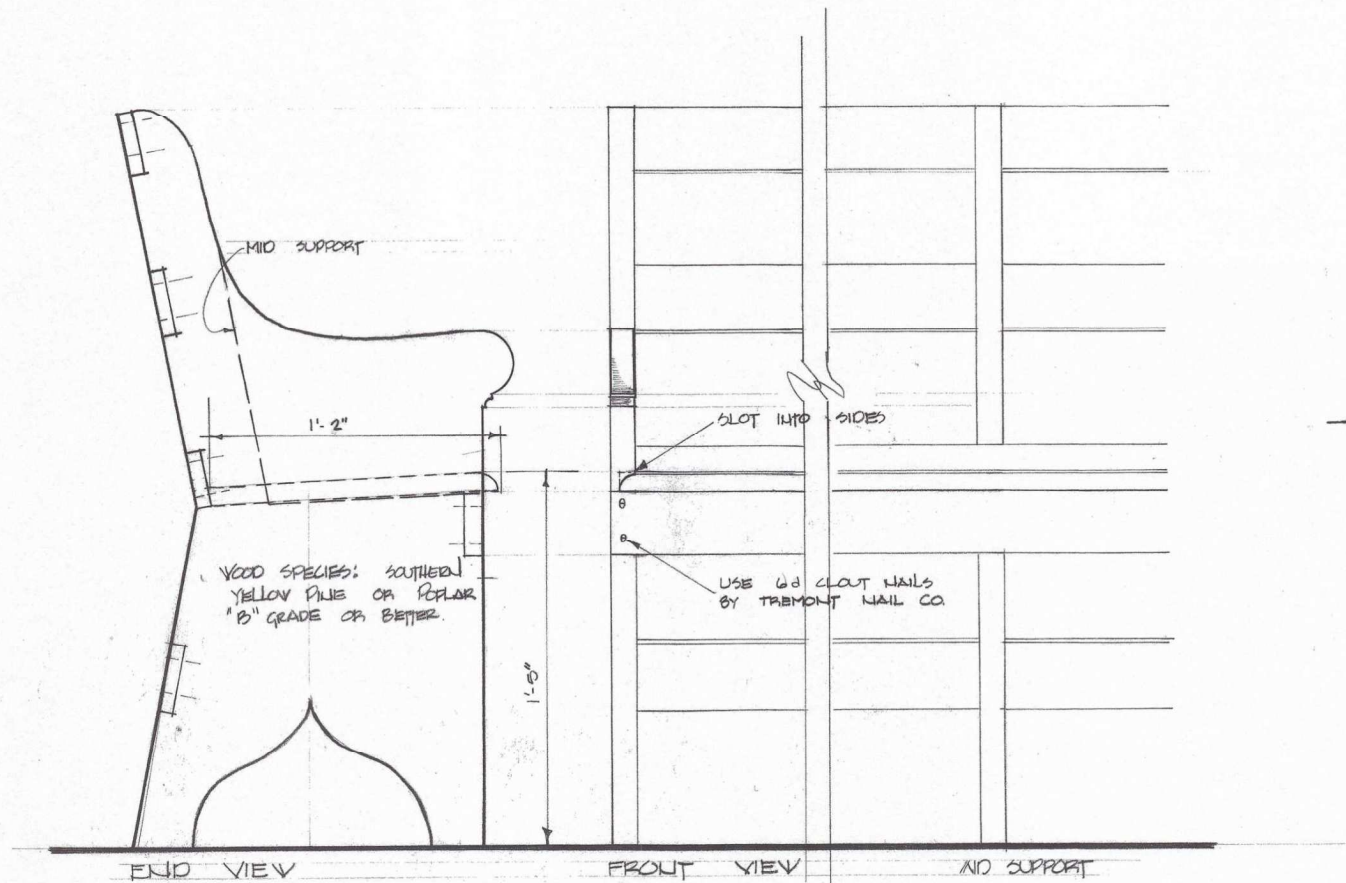 MID SUPPORT
1'-2"
SLOT INTO SIDES
WOOD SPECIES: SOUTHERN
YELLOW PINE OR POPLAR
"B" GRADE OR BETTER.
USE 6d CLOUT NAILS
BY TREMONT NAIL CO.
1'-5"
END VIEW
FRONT VIEW
MID SUPPORT